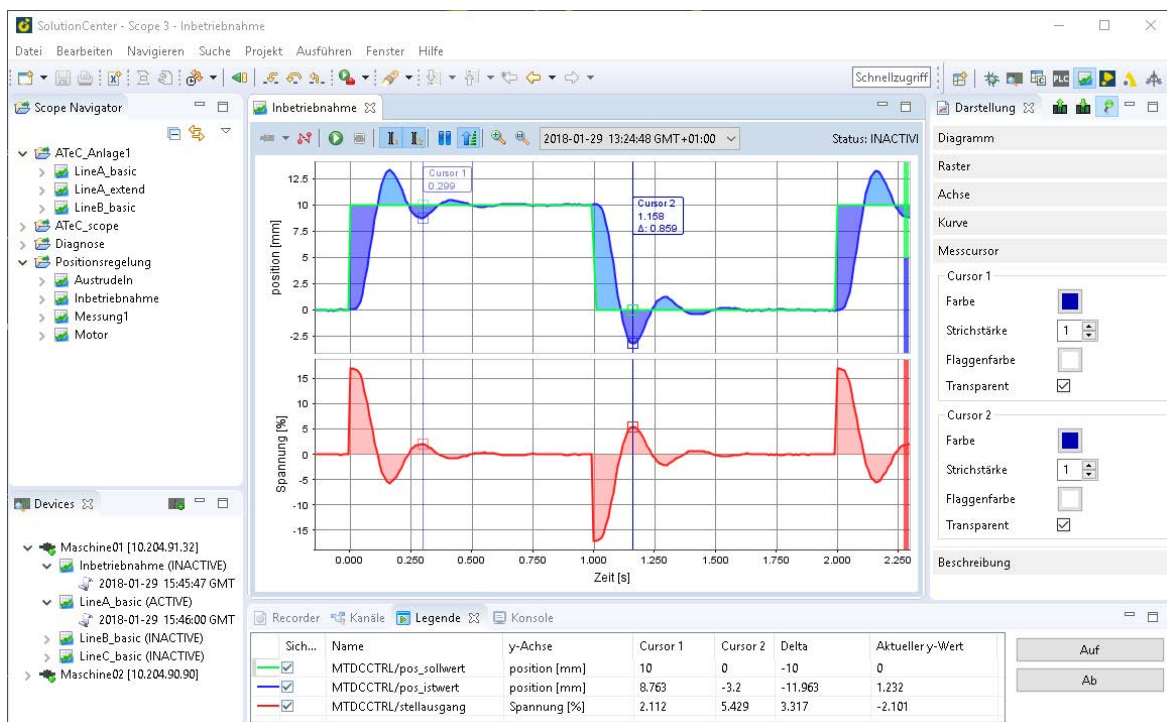 SolutionCenter - Scope 3 - Inbetriebnahme
Datei Bearbeiten Navigieren Suche Projekt Ausführen Fenster Hilfe
Schnellzugriff
PLC
Scope Navigator
ATeC_Anlage1
LineA_basic
LineA_extend
LineB_basic
ATeC_scope
Diagnose
Positionsregelung
Austrudeln
Inbetriebnahme
Messung1
Motor
Devices
Maschine01 [10.204.91.32]
Inbetriebnahme (INACTIVE)
2018-01-29 15:45:47 GMT
LineA_basic (ACTIVE)
2018-01-29 15:46:00 GMT
LineB_basic (INACTIVE)
LineC_basic (INACTIVE)
Maschine02 [10.204.90.90]
Inbetriebnahme
2018-01-29 13:24:48 GMT+01:00
Status: INACTIVI
position [mm]
12.5
10
7.5
5
2.5
0
-2.5
Cursor 1
0.299
Cursor 2
1.158
Δ: 0.859
Spannung [%]
15
10
5
0
-5
-10
-15
0.000 0.250 0.500 0.750 1.000 1.250 1.500 1.750 2.000 2.250
Zeit [s]
Darstellung
Diagramm
Raster
Achse
Kurve
Messcursor
Cursor 1
Farbe
Strichstärke 1
Flaggenfarbe
Transparent
Cursor 2
Farbe
Strichstärke 1
Flaggenfarbe
Transparent
Beschreibung
Recorder Kanäle Legende Konsole
Sich... Name y-Achse Cursor 1 Cursor 2 Delta Aktueller y-Wert
MTDCCTRL/pos_sollwert position [mm] 10 0 -10 0
MTDCCTRL/pos_istwert position [mm] 8.763 -3.2 -11.963 1.232
MTDCCTRL/stellausgang Spannung [%] 2.112 5.429 3.317 -2.101
Auf
Ab